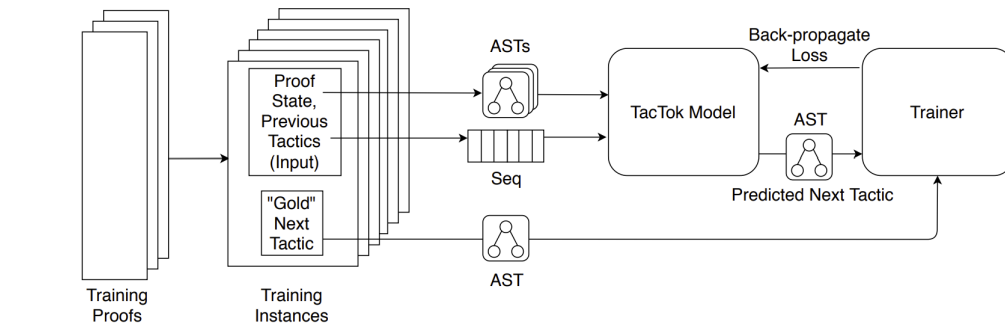 Training
Proofs
Proof
State,
Previous
Tactics
(Input)
"Gold"
Next
Tactic
Training
Instances
ASTs
Seq
AST
TacTok Model
Back-propagate
Loss
AST
Predicted Next Tactic
Trainer